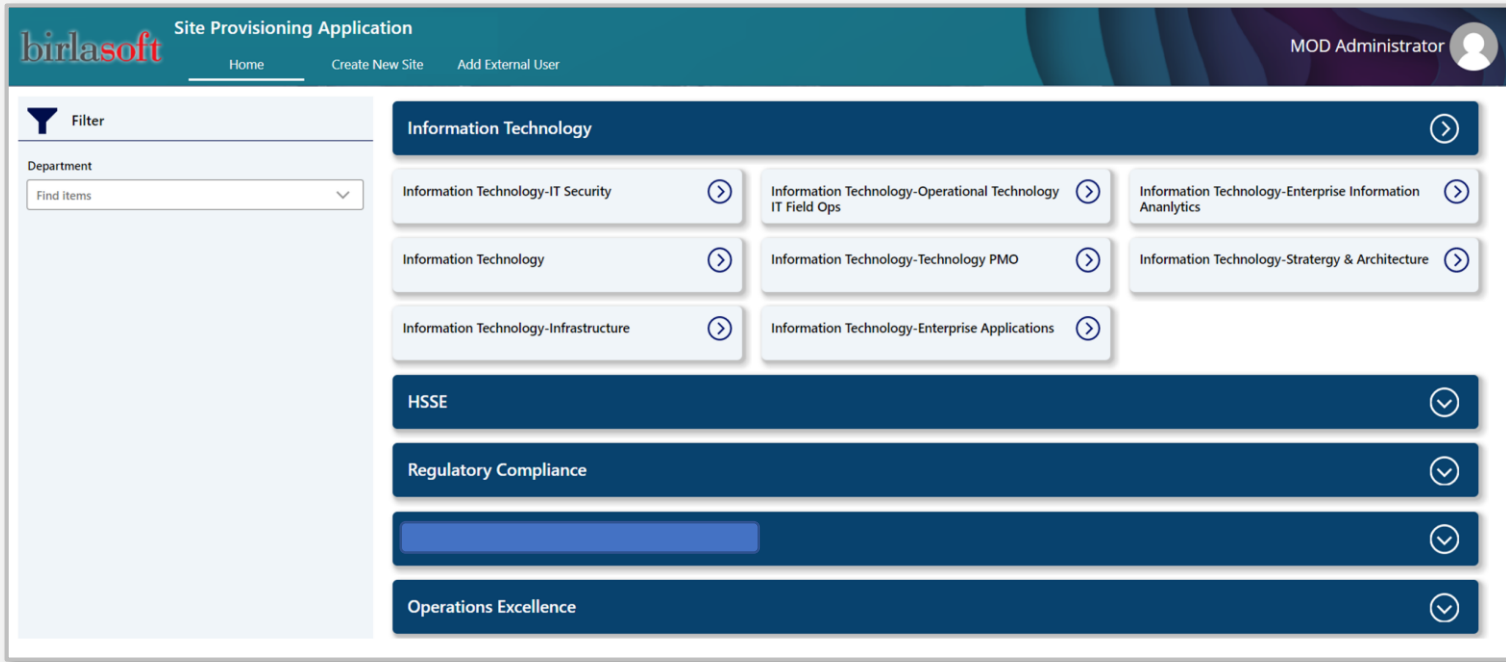 birlasoft
Site Provisioning Application
Home
Create New Site
Add External User
MOD Administrator
Filter
Department
Find items
Information Technology
Information Technology-IT Security
Information Technology-Operational Technology
IT Field Ops
Information Technology-Enterprise Information
Ananlytics
Information Technology
Information Technology-Technology PMO
Information Technology-Stratergy & Architecture
Information Technology-Infrastructure
Information Technology-Enterprise Applications
HSSE
Regulatory Compliance
Operations Excellence